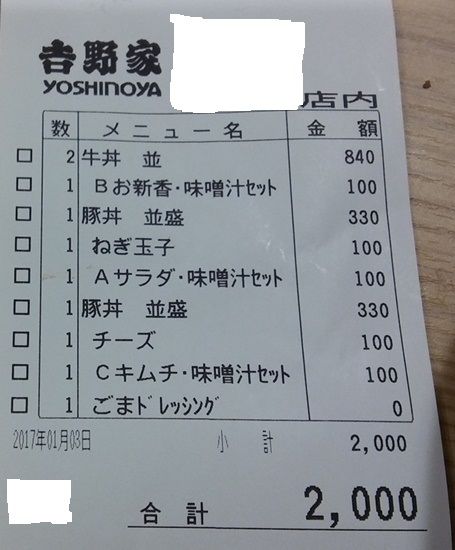 吉野家
YOSHINOYA
店内
数 メニュー名 金 額
□ 2 牛丼 並 840
□ 1 Bお新香・味噌汁セット 100
□ 1 豚丼 並盛 330
□ 1 ねぎ玉子 100
□ 1 Aサラダ・味噌汁セット 100
□ 1 豚丼 並盛 330
□ 1 チーズ 100
□ 1 Cキムチ・味噌汁セット 100
□ 1 ごまﾄﾞﾚｯｼﾝｸﾞ 0
2017年01月03日 小 計 2,000
合 計 2,000